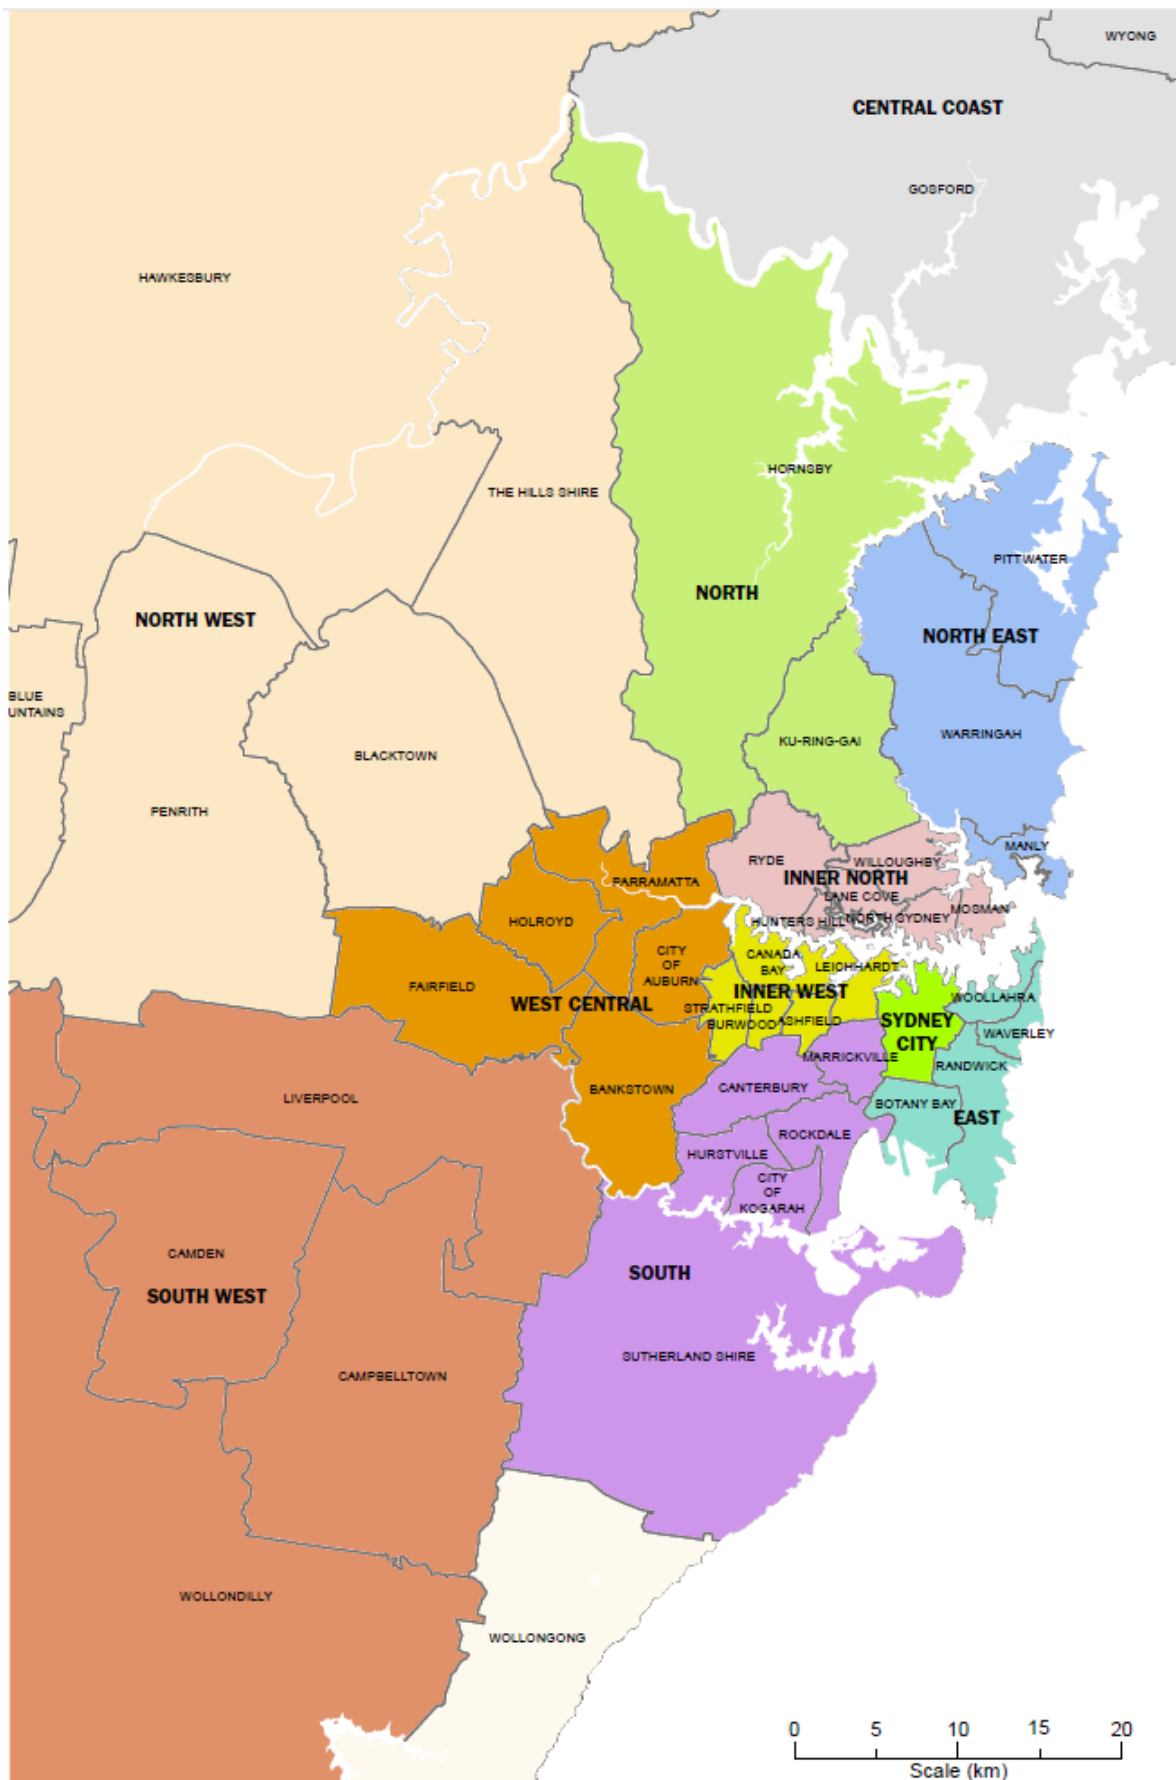 WYONG
CENTRAL COAST
GOSFORD
HAWKESBURY
HORNSBY
THE HILLS SHIRE
PITTWATER
NORTH
NORTH WEST
NORTH EAST
BLUE
UNTAINS
WARRINGAH
KU-RING-GAI
BLACKTOWN
PENRITH
MANLY
RYDE
WILLOUGHBY
INNER NORTH
PARRAMATTA
LANE COVE
MOSMAN
HOLROYD
HUNTERS HILL
NORTH SYDNEY
CITY
OF
AUBURN
CANADA
BAY
LEICHHARDT
FAIRFIELD
INNER WEST
WEST CENTRAL
WOOLLAHRA
STRATHFIELD
BURWOOD
ASHFIELD
SYDNEY
CITY
WAVERLEY
MARRICKVILLE
RANDWICK
BANKSTOWN
CANTERBURY
LIVERPOOL
BOTANY BAY
EAST
ROCKDALE
HURSTVILLE
CITY
OF
KOGARAH
CAMDEN
SOUTH
SOUTH WEST
SUTHERLAND SHIRE
CAMPBELLTOWN
WOLLONDILLY
WOLLONGONG
0 5 10 15 20
Scale (km)